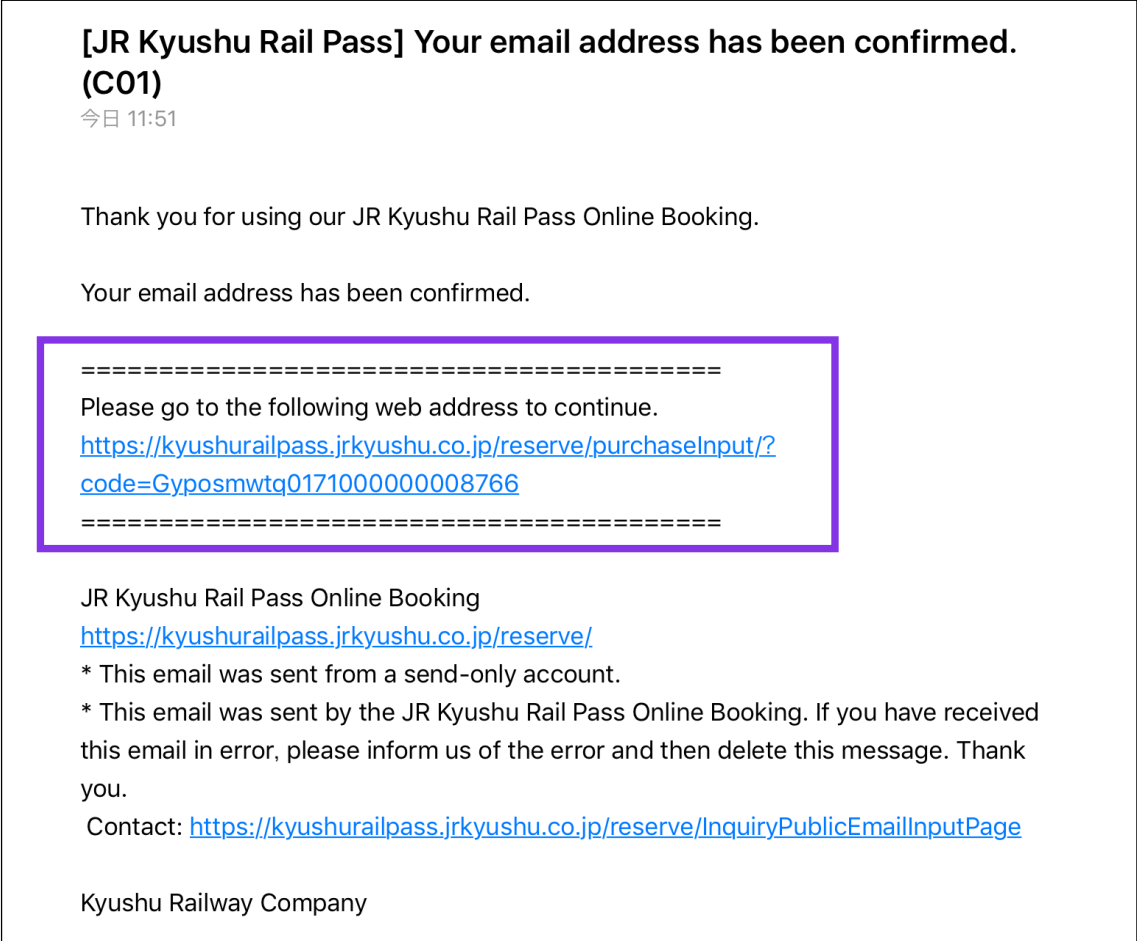 [JR Kyushu Rail Pass] Your email address has been confirmed.
(C01)
今日 11:51
Thank you for using our JR Kyushu Rail Pass Online Booking.
Your email address has been confirmed.
=========================================
Please go to the following web address to continue.
https://kyushurailpass.jrkyushu.co.jp/reserve/purchaseInput/?
code=Gyposmwtq0171000000008766
=========================================
JR Kyushu Rail Pass Online Booking
https://kyushurailpass.jrkyushu.co.jp/reserve/
* This email was sent from a send-only account.
* This email was sent by the JR Kyushu Rail Pass Online Booking. If you have received
this email in error, please inform us of the error and then delete this message. Thank
you.
Contact: https://kyushurailpass.jrkyushu.co.jp/reserve/InquiryPublicEmailInputPage
Kyushu Railway Company